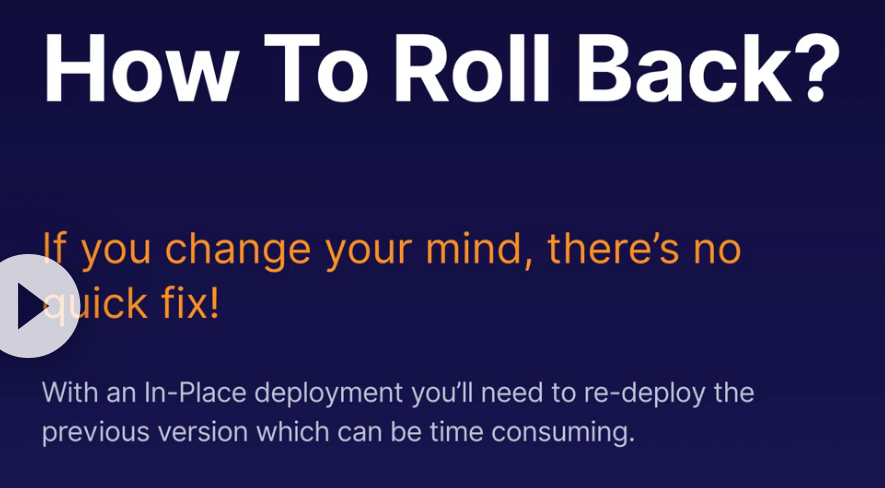 How To Roll Back?
If you change your mind, there’s no
quick fix!
With an In-Place deployment you’ll need to re-deploy the
previous version which can be time consuming.